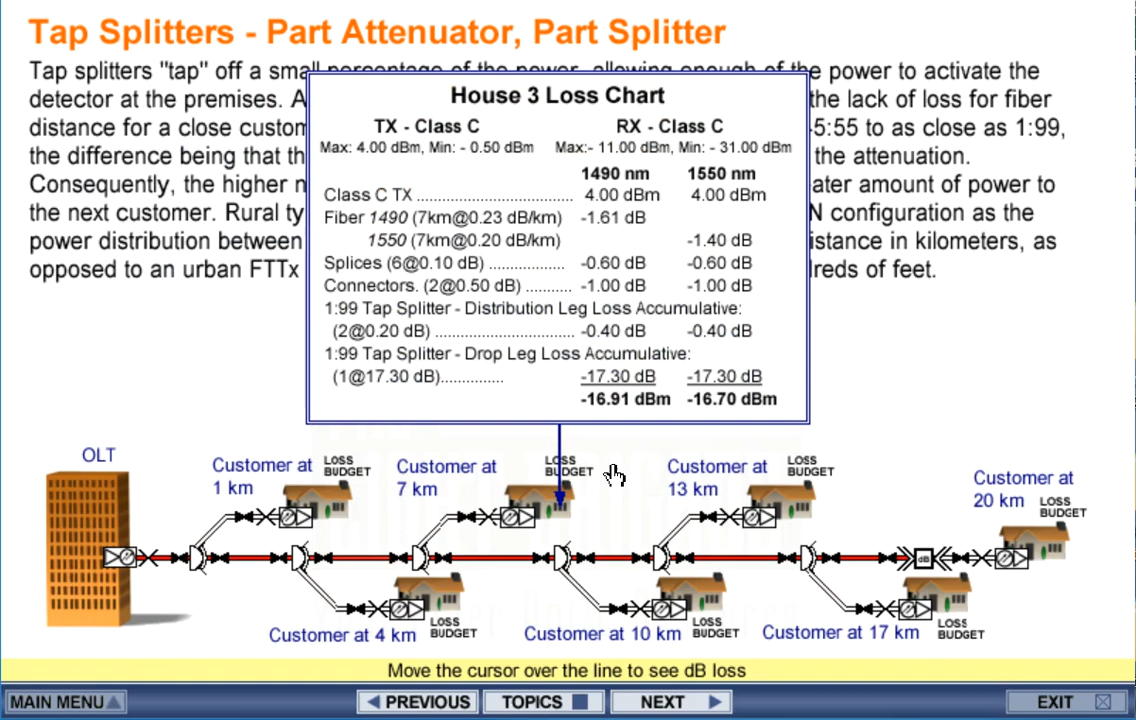 Tap Splitters - Part Attenuator, Part Splitter
Tap splitters "tap" off a small percentage of the power, allowing enough of the power to activate the
detector at the premises. A the lack of loss for fiber
distance for a close custom 45:55 to as close as 1:99,
the difference being that th the attenuation.
Consequently, the higher n eater amount of power to
the next customer. Rural ty N configuration as the
power distribution between istance in kilometers, as
opposed to an urban FTTx dreds of feet.
House 3 Loss Chart
TX - Class C RX - Class C
Max: 4.00 dBm, Min: - 0.50 dBm Max:- 11.00 dBm, Min: - 31.00 dBm
1490 nm 1550 nm
Class C TX ................................... 4.00 dBm 4.00 dBm
Fiber 1490 (7km@0.23 dB/km) -1.61 dB
1550 (7km@0.20 dB/km) -1.40 dB
Splices (6@0.10 dB) .................. -0.60 dB -0.60 dB
Connectors. (2@0.50 dB) ........... -1.00 dB -1.00 dB
1:99 Tap Splitter - Distribution Leg Loss Accumulative:
(2@0.20 dB) ................................ -0.40 dB -0.40 dB
1:99 Tap Splitter - Drop Leg Loss Accumulative:
(1@17.30 dB)............... -17.30 dB -17.30 dB
-16.91 dBm -16.70 dBm
OLT
Customer at
1 km
LOSS
BUDGET
Customer at
7 km
LOSS
BUDGET
Customer at
13 km
LOSS
BUDGET
Customer at
20 km
LOSS
BUDGET
dB
Customer at 4 km
LOSS
BUDGET
Customer at 10 km
LOSS
BUDGET
Customer at 17 km
LOSS
BUDGET
Move the cursor over the line to see dB loss
MAIN MENU PREVIOUS TOPICS NEXT EXIT